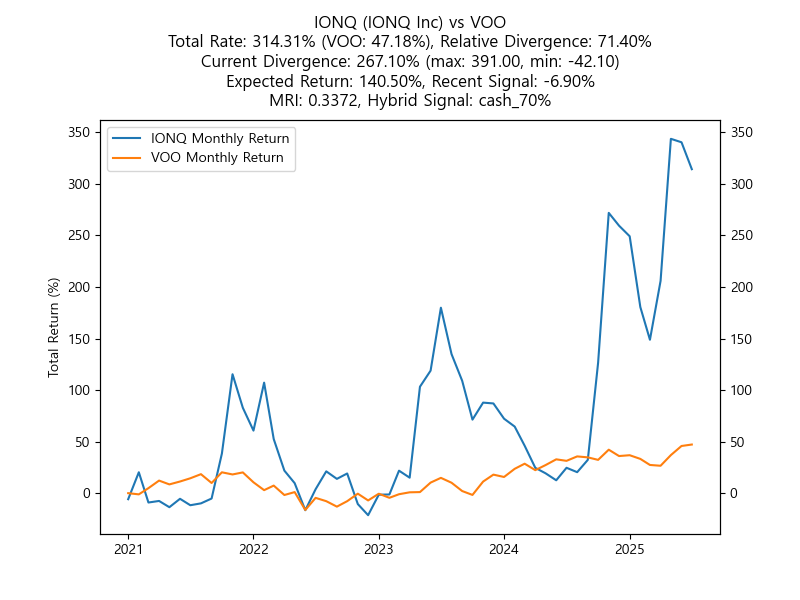 IONQ (IONQ Inc) vs VOO
Total Rate: 314.31% (VOO: 47.18%), Relative Divergence: 71.40%
Current Divergence: 267.10% (max: 391.00, min: -42.10)
Expected Return: 140.50%, Recent Signal: -6.90%
MRI: 0.3372, Hybrid Signal: cash_70%
IONQ Monthly Return
VOO Monthly Return
Total Return (%)
350
300
250
200
150
100
50
0
350
300
250
200
150
100
50
0
2021
2022
2023
2024
2025